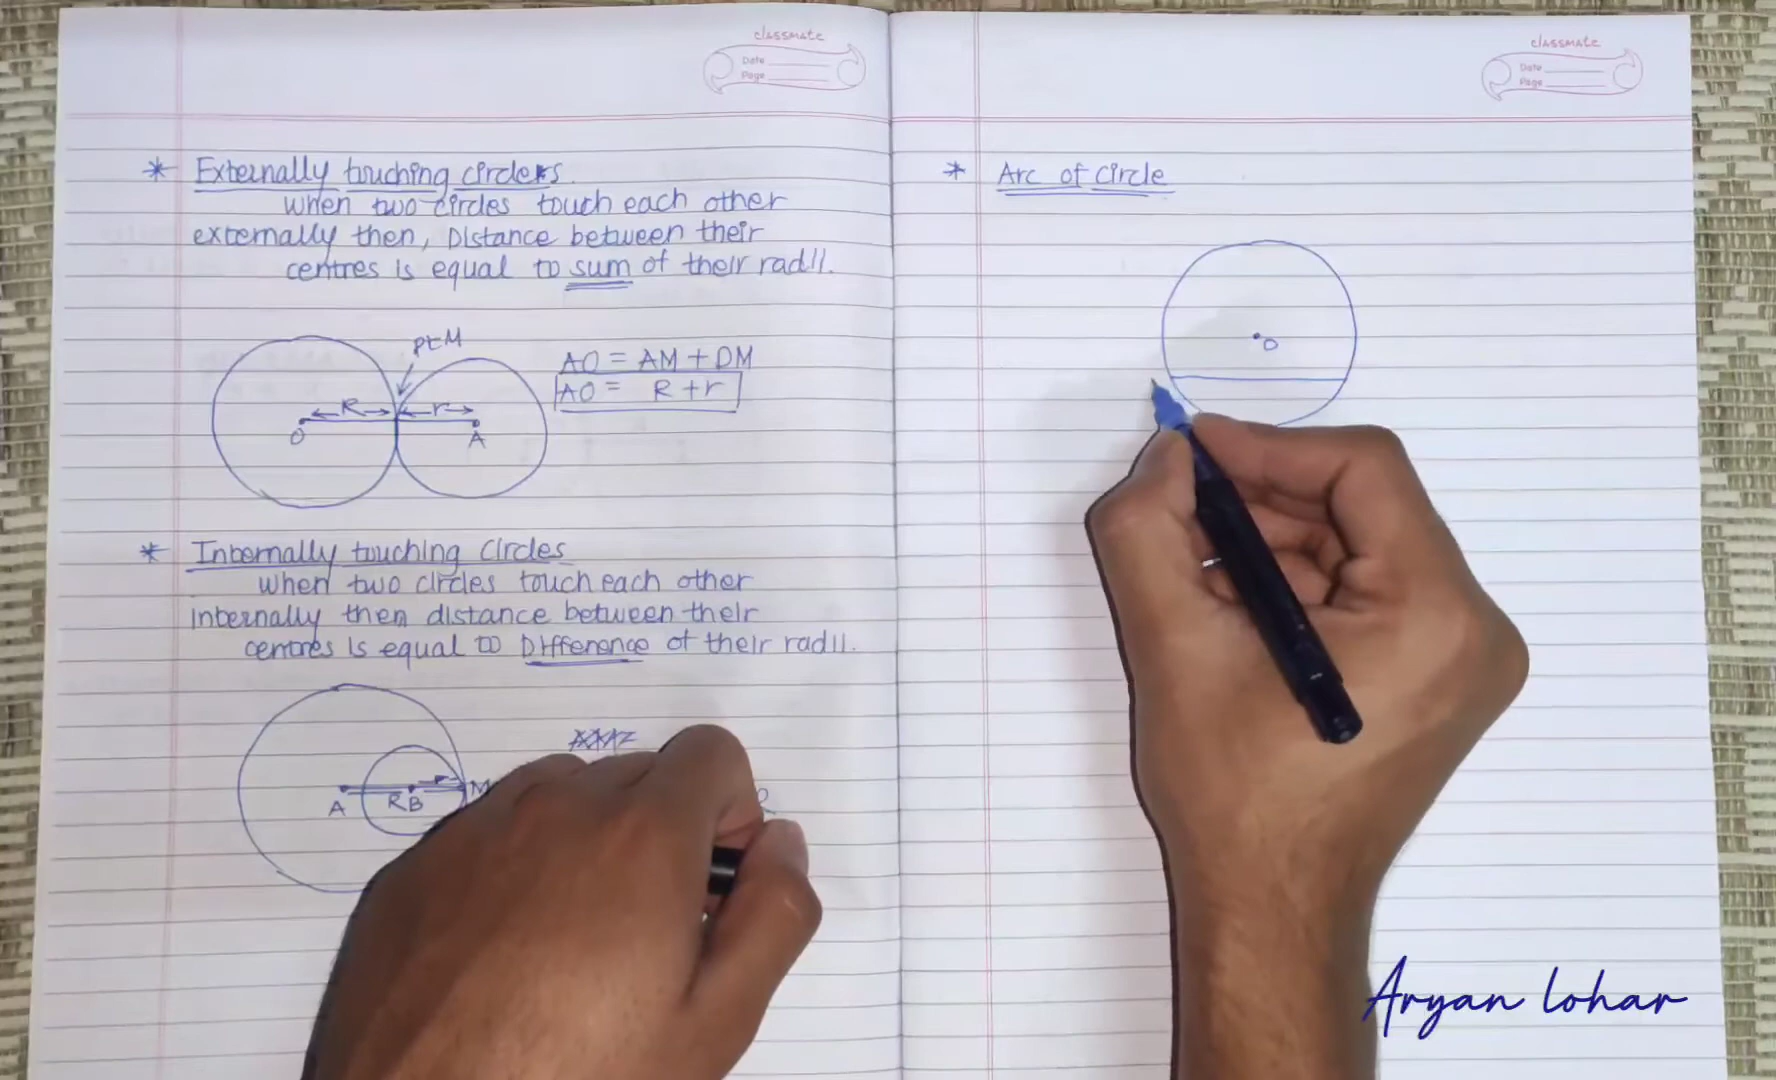 classmate
Date
Page
* Externally touching circles.
when two circles touch each other
externally then, Distance between their
centres is equal to sum of their radii.
Pt M
AO = AM + OM
AO = R + r
R
r
O
A
* Internally touching Circles
when two circles touch each other
internally then distance between their
centres is equal to Difference of their radii.
A
R
B
M
classmate
Date
Page
* Arc of circle
O
Aryan Lohar